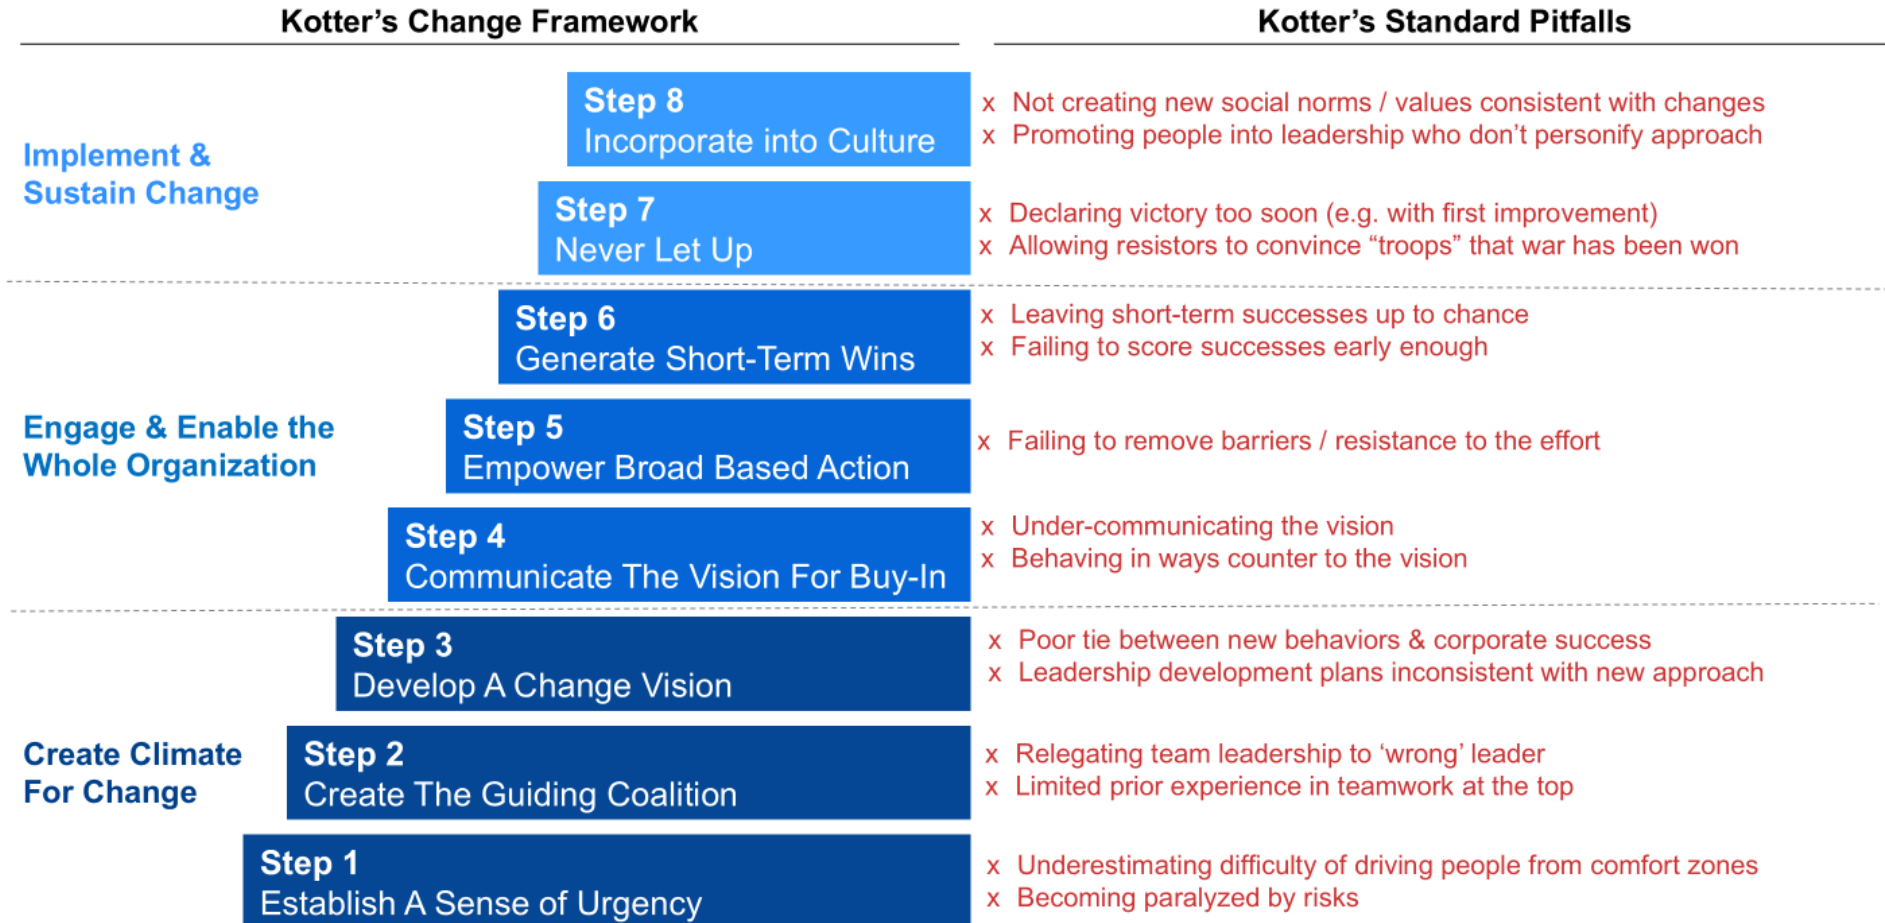 Kotter’s Change Framework
Kotter’s Standard Pitfalls
Implement &
Sustain Change
Step 8
Incorporate into Culture
x Not creating new social norms / values consistent with changes
x Promoting people into leadership who don’t personify approach
Step 7
Never Let Up
x Declaring victory too soon (e.g. with first improvement)
x Allowing resistors to convince “troops” that war has been won
Engage & Enable the
Whole Organization
Step 6
Generate Short-Term Wins
x Leaving short-term successes up to chance
x Failing to score successes early enough
Step 5
Empower Broad Based Action
x Failing to remove barriers / resistance to the effort
Step 4
Communicate The Vision For Buy-In
x Under-communicating the vision
x Behaving in ways counter to the vision
Create Climate
For Change
Step 3
Develop A Change Vision
x Poor tie between new behaviors & corporate success
x Leadership development plans inconsistent with new approach
Step 2
Create The Guiding Coalition
x Relegating team leadership to ‘wrong’ leader
x Limited prior experience in teamwork at the top
Step 1
Establish A Sense of Urgency
x Underestimating difficulty of driving people from comfort zones
x Becoming paralyzed by risks